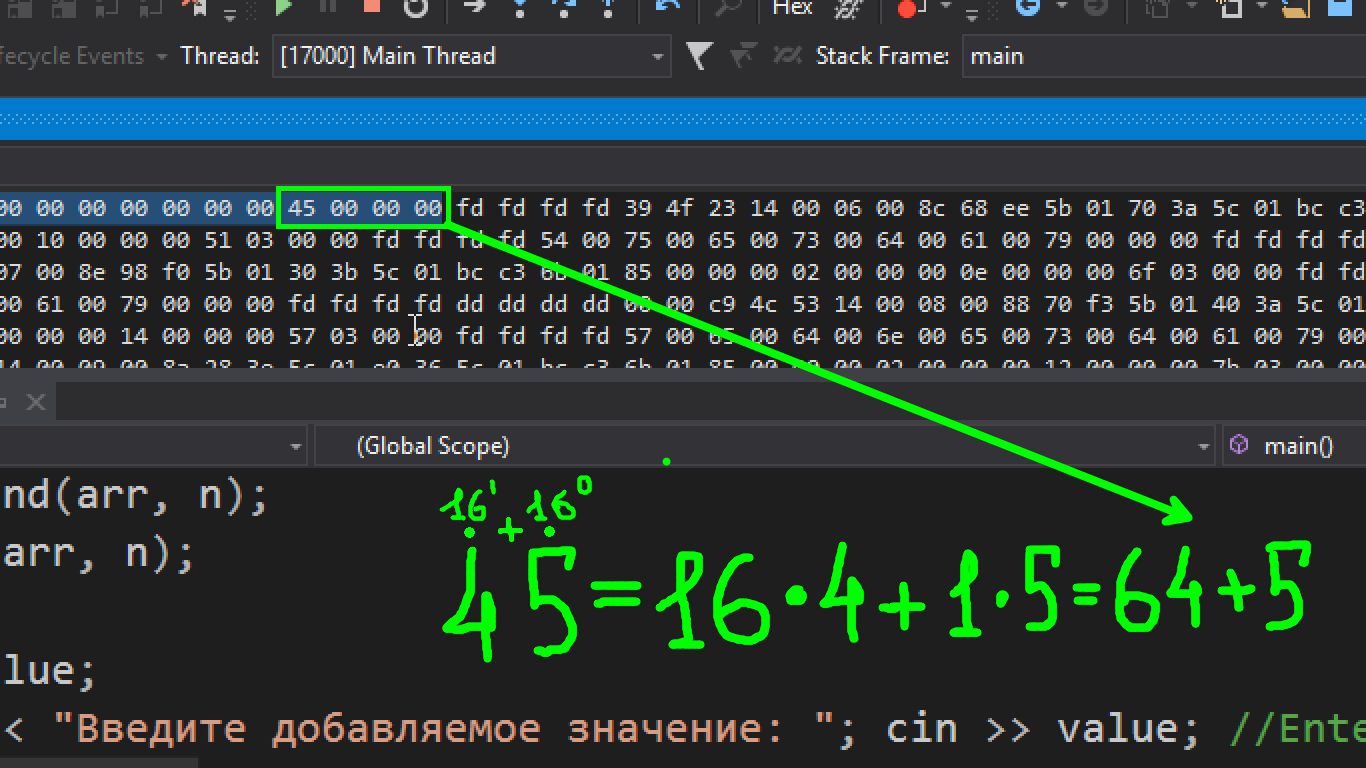 Hex
fecycle Events Thread: [17000] Main Thread Stack Frame: main
00 00 00 00 00 00 00 45 00 00 00 fd fd fd fd 39 4f 23 14 00 06 00 8c 68 ee 5b 01 70 3a 5c 01 bc c3
00 10 00 00 00 51 03 00 00 fd fd fd fd 54 00 75 00 65 00 73 00 64 00 61 00 79 00 00 00 fd fd fd fd
07 00 8e 98 f0 5b 01 30 3b 5c 01 bc c3 6b 01 85 00 00 00 02 00 00 00 0e 00 00 00 6f 03 00 00 fd fd
00 61 00 79 00 00 00 fd fd fd fd dd dd dd dd 00 c9 4c 53 14 00 08 00 88 70 f3 5b 01 40 3a 5c 01
00 00 00 14 00 00 00 57 03 00 00 fd fd fd fd 57 00 65 00 64 00 6e 00 65 00 73 00 64 00 61 00 79 00
(Global Scope) main()
nd(arr, n);
16¹ + 16⁰
arr, n);
45=16·4+1·5=64+5
lue;
< "Введите добавляемое значение: "; cin >> value; //Ente